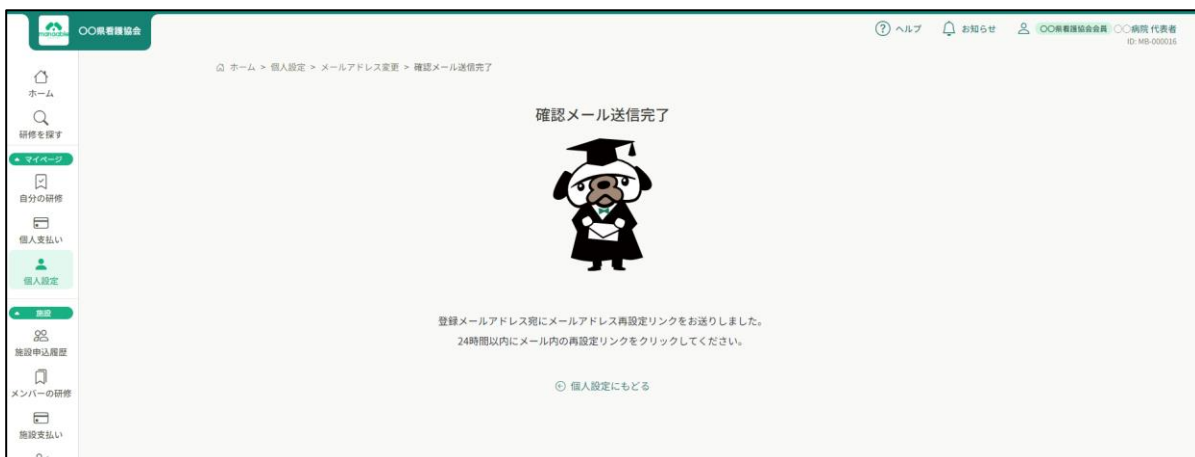 manaable
〇〇県看護協会
ヘルプ
お知らせ
〇〇県看護協会会員 〇〇病院 代表者
ID: MB-000016
ホーム > 個人設定 > メールアドレス変更 > 確認メール送信完了
ホーム
研修を探す
マイページ
自分の研修
個人支払い
個人設定
施設
施設申込履歴
メンバーの研修
施設支払い
確認メール送信完了
登録メールアドレス宛にメールアドレス再設定リンクをお送りしました。
24時間以内にメール内の再設定リンクをクリックしてください。
個人設定にもどる